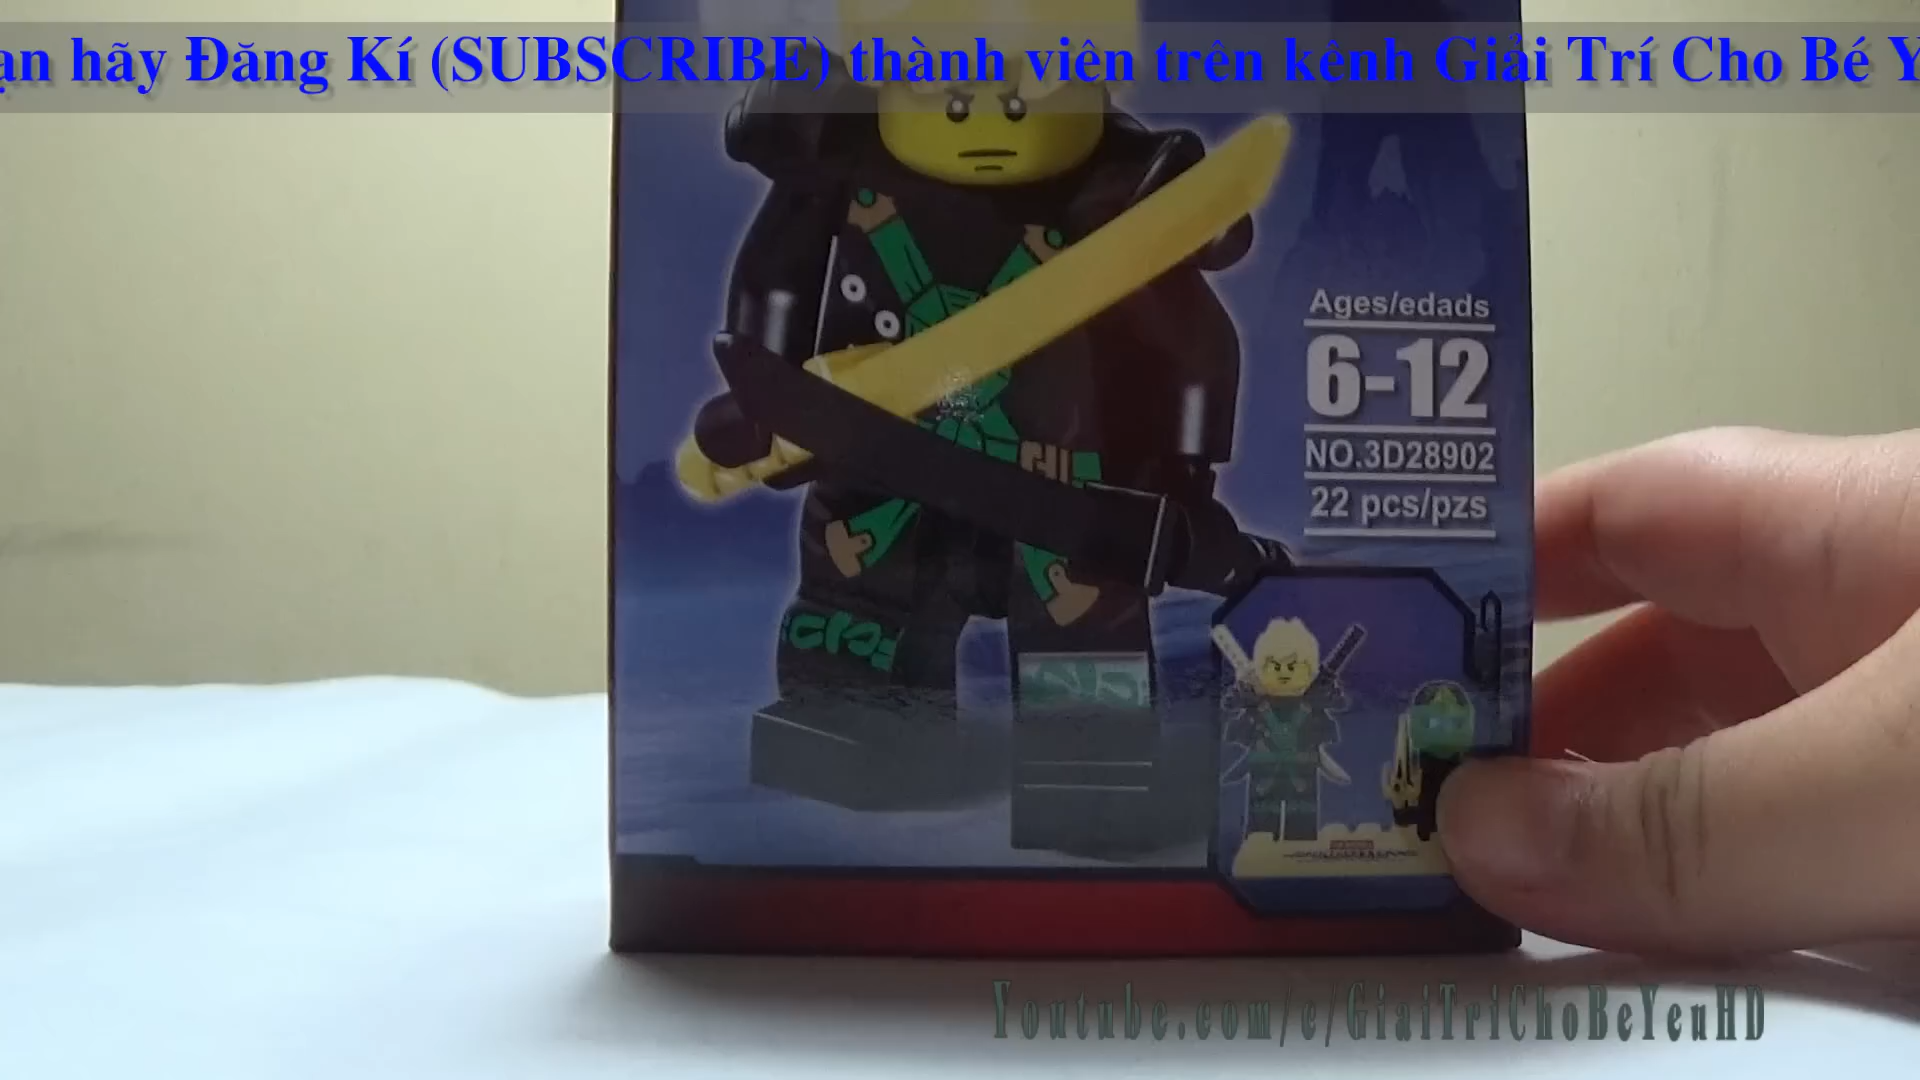 ạn hãy Đăng Kí (SUBSCRIBE) thành viên trên kênh Giải Trí Cho Bé Y
Ages/edads
6-12
NO.3D28902
22 pcs/pzs
Youtube.com/c/GiaiTriChoBeYeuHD